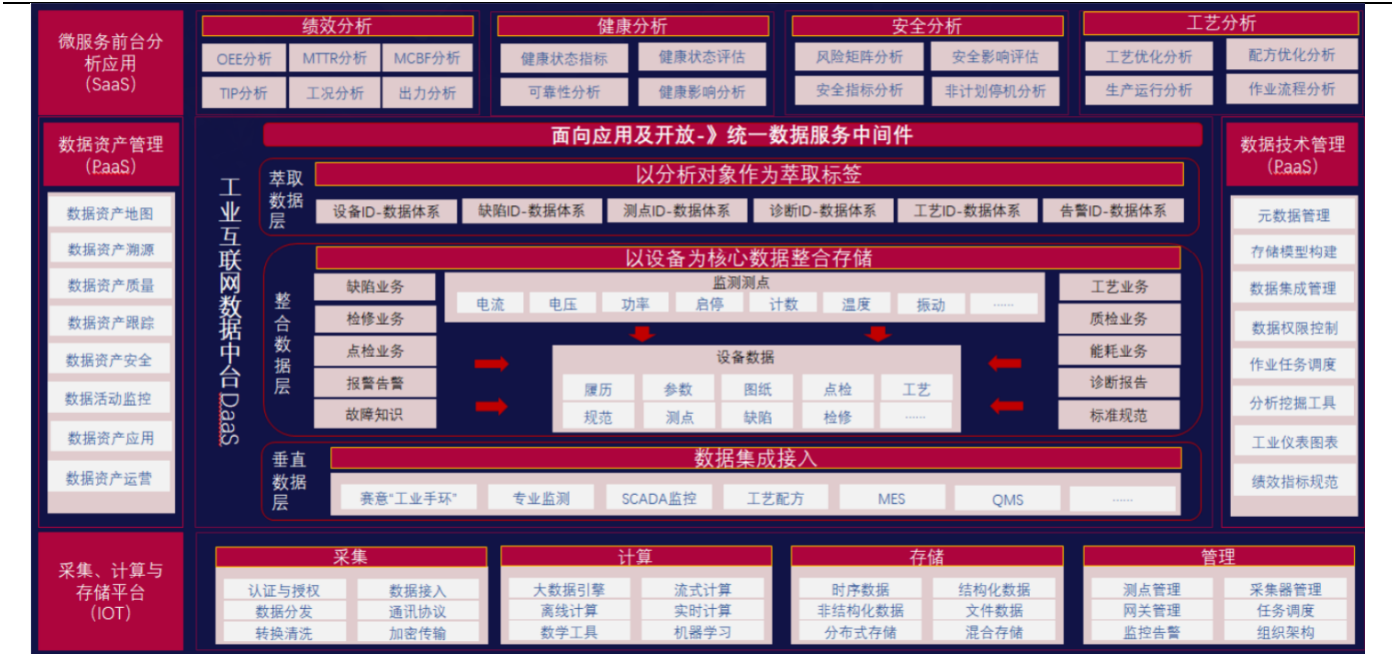 微服务前台分
析应用
(SaaS)
绩效分析
OEE分析 MTTR分析 MCBF分析
TIP分析 工况分析 出力分析
健康分析
健康状态指标 健康状态评估
可靠性分析 健康影响分析
安全分析
风险矩阵分析 安全影响评估
安全指标分析 非计划停机分析
工艺分析
工艺优化分析 配方优化分析
生产运行分析 作业流程分析
数据资产管理
(PaaS)
数据资产地图
数据资产溯源
数据资产质量
数据资产跟踪
数据资产安全
数据活动监控
数据资产应用
数据资产运营
工业互联网数据中台DaaS
面向应用及开放-》统一数据服务中间件
萃取
数据
层
以分析对象作为萃取标签
设备ID-数据体系 缺陷ID-数据体系 测点ID-数据体系 诊断ID-数据体系 工艺ID-数据体系 告警ID-数据体系
整合数据层
以设备为核心数据整合存储
缺陷业务
检修业务
点检业务
报警告警
故障知识
监测测点
电流 电压 功率 启停 计数 温度 振动 ······
设备数据
履历 参数 图纸 点检 工艺
规范 测点 缺陷 检修 ······
工艺业务
质检业务
能耗业务
诊断报告
标准规范
垂直
数据
层
数据集成接入
赛意“工业手环” 专业监测 SCADA监控 工艺配方 MES QMS ······
数据技术管理
(PaaS)
元数据管理
存储模型构建
数据集成管理
数据权限控制
作业任务调度
分析挖掘工具
工业仪表图表
绩效指标规范
采集、计算与
存储平台
(IOT)
采集
认证与授权 数据接入
数据分发 通讯协议
转换清洗 加密传输
计算
大数据引擎 流式计算
离线计算 实时计算
数学工具 机器学习
存储
时序数据 结构化数据
非结构化数据 文件数据
分布式存储 混合存储
管理
测点管理 采集器管理
网关管理 任务调度
监控告警 组织架构